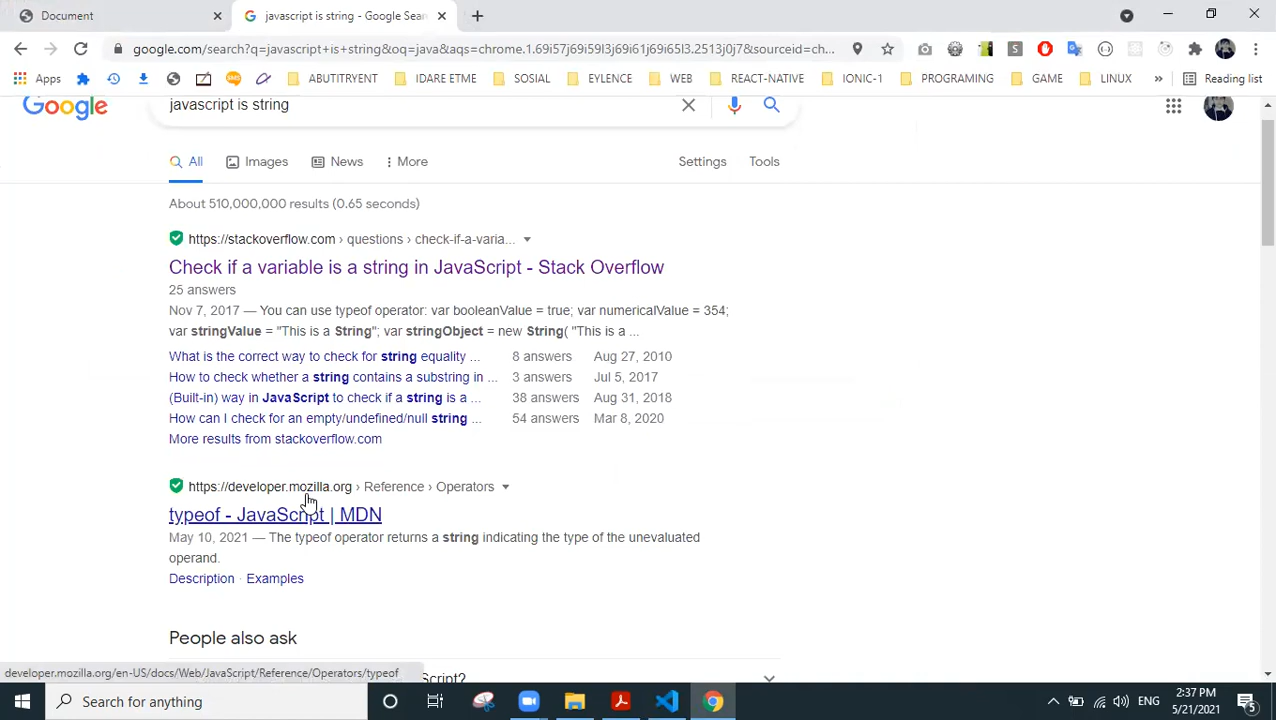 Document
javascript is string - Google Sear
google.com/search?q=javascript+is+string&oq=java&aqs=chrome.1.69i57j69i59l3j69i61j69i65l3.2513j0j7&sourceid=ch...
Apps
ABUTITRYENT
IDARE ETME
SOSIAL
EYLENCE
WEB
REACT-NATIVE
IONIC-1
PROGRAMING
GAME
LINUX
»
Reading list
Google
javascript is string
All
Images
News
More
Settings
Tools
About 510,000,000 results (0.65 seconds)
https://stackoverflow.com › questions › check-if-a-varia...
Check if a variable is a string in JavaScript - Stack Overflow
25 answers
Nov 7, 2017 — You can use typeof operator: var booleanValue = true; var numericalValue = 354;
var stringValue = "This is a String"; var stringObject = new String( "This is a ...
What is the correct way to check for string equality ... 8 answers Aug 27, 2010
How to check whether a string contains a substring in ... 3 answers Jul 5, 2017
(Built-in) way in JavaScript to check if a string is a ... 38 answers Aug 31, 2018
How can I check for an empty/undefined/null string ... 54 answers Mar 8, 2020
More results from stackoverflow.com
https://developer.mozilla.org › Reference › Operators
typeof - JavaScript | MDN
May 10, 2021 — The typeof operator returns a string indicating the type of the unevaluated
operand.
Description · Examples
People also ask
Script?
developer.mozilla.org/en-US/docs/Web/JavaScript/Reference/Operators/typeof
Search for anything
ENG
2:37 PM
5/21/2021
5